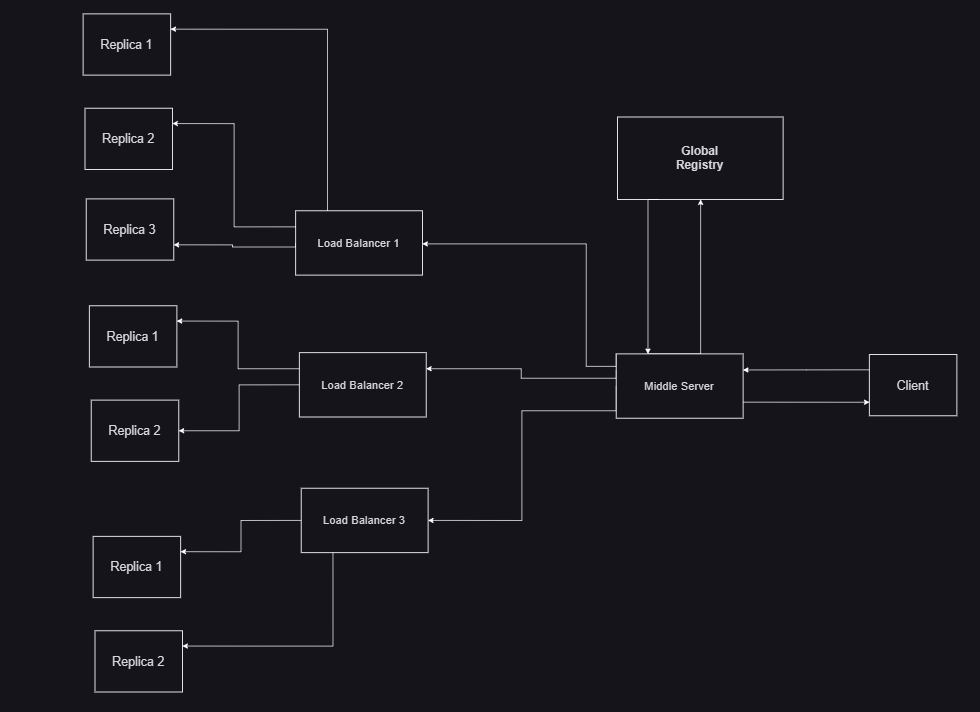 Replica 1
Replica 2
Replica 3
Load Balancer 1
Global
Registry
Replica 1
Replica 2
Load Balancer 2
Middle Server
Client
Load Balancer 3
Replica 1
Replica 2